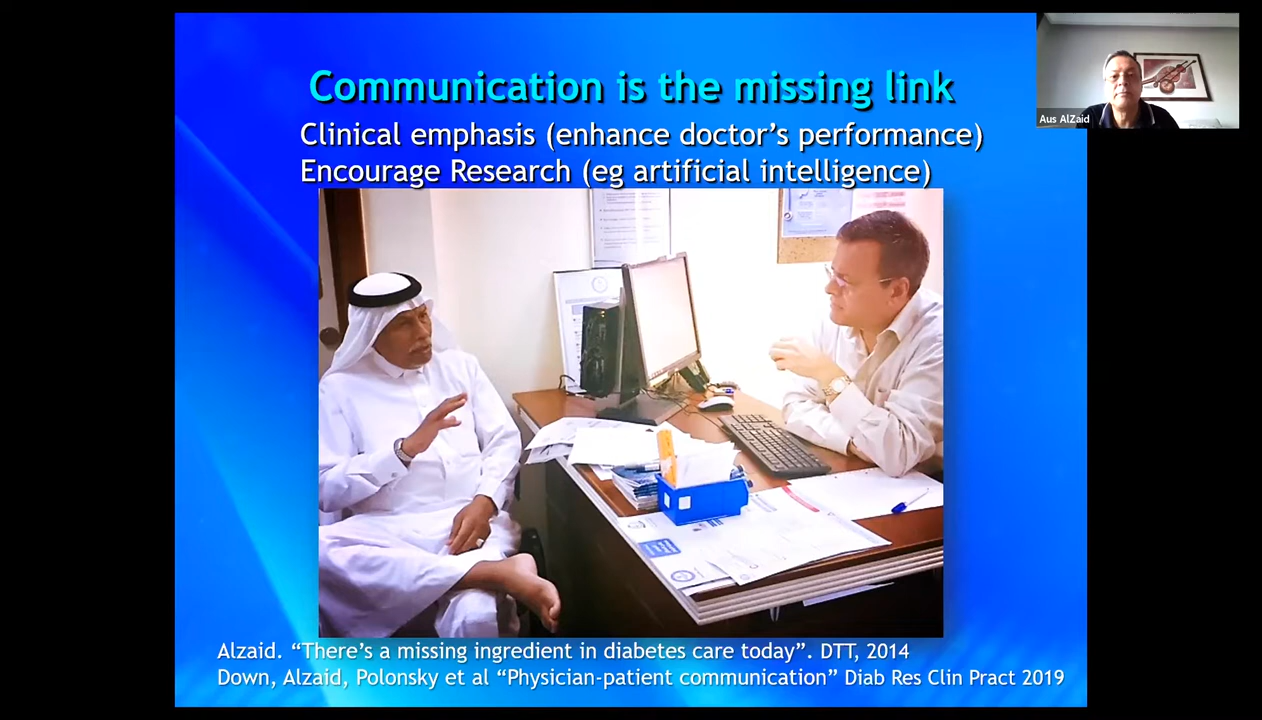 Communication is the missing link
Clinical emphasis (enhance doctor's performance)
Encourage Research (eg artificial intelligence)
Aus AlZaid
Alzaid. “There's a missing ingredient in diabetes care today”. DTT, 2014
Down, Alzaid, Polonsky et al “Physician-patient communication” Diab Res Clin Pract 2019